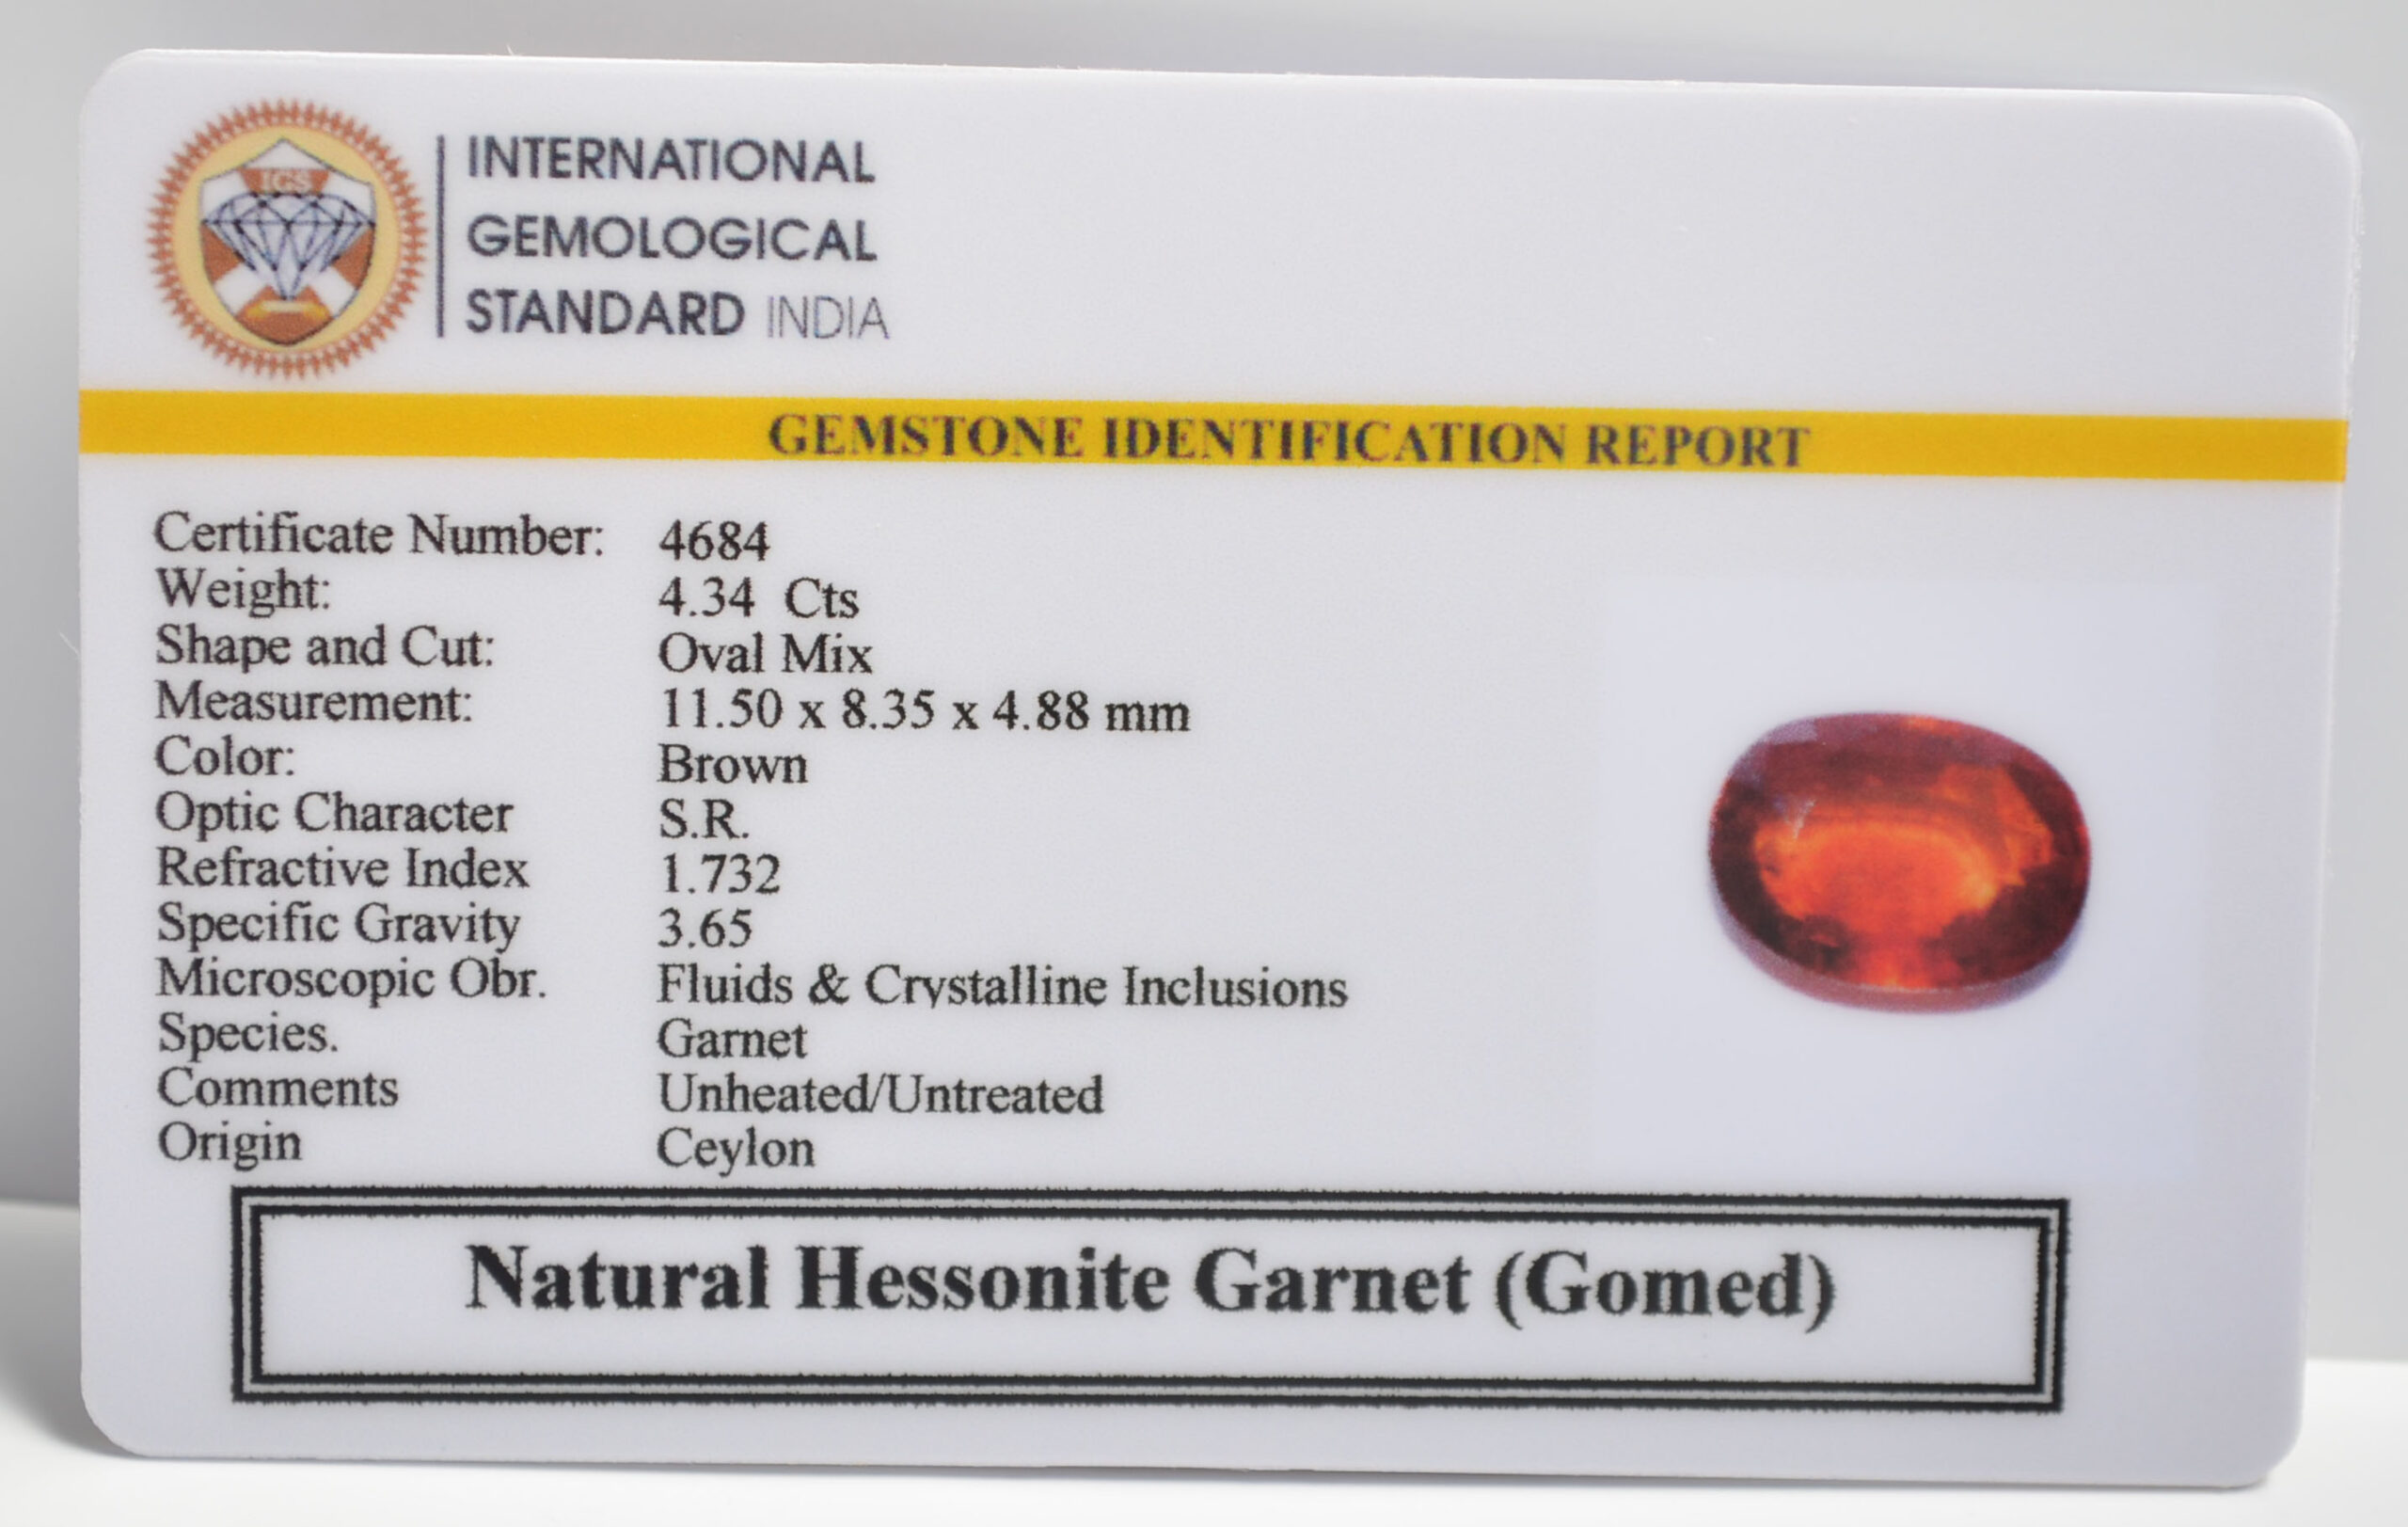 IGS
INTERNATIONAL
GEMOLOGICAL
STANDARD INDIA
GEMSTONE IDENTIFICATION REPORT
Certificate Number: 4684
Weight: 4.34 Cts
Shape and Cut: Oval Mix
Measurement: 11.50 x 8.35 x 4.88 mm
Color: Brown
Optic Character S.R.
Refractive Index 1.732
Specific Gravity 3.65
Microscopic Obr. Fluids & Crystalline Inclusions
Species. Garnet
Comments Unheated/Untreated
Origin Ceylon
Natural Hessonite Garnet (Gomed)